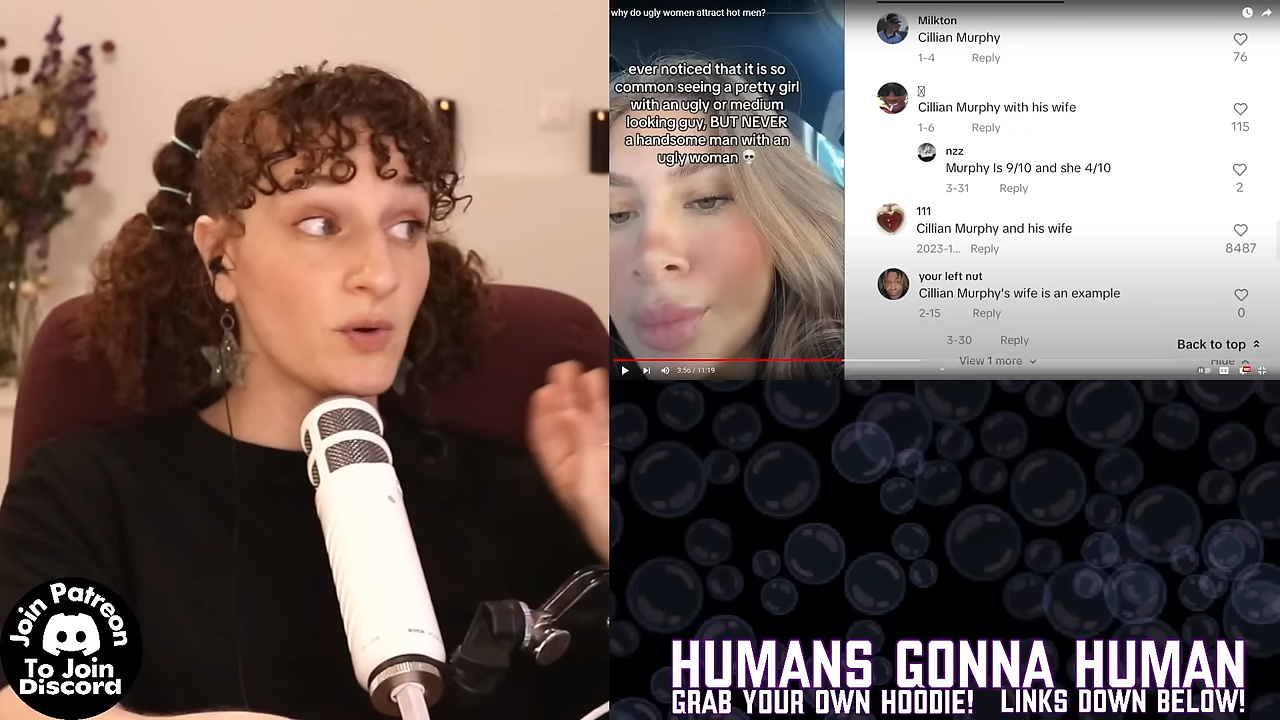 why do ugly women attract hot men?
ever noticed that it is so
common seeing a pretty girl
with an ugly or medium
looking guy, BUT NEVER
a handsome man with an
ugly woman 💀
Milkton
Cillian Murphy
1-4 Reply
76
Cillian Murphy with his wife
1-6 Reply
115
nzz
Murphy Is 9/10 and she 4/10
3-31 Reply
2
111
Cillian Murphy and his wife
2023-1... Reply
8487
your left nut
Cillian Murphy's wife is an example
2-15 Reply
0
3-30 Reply
Back to top
View 1 more
Hide
3:56 / 11:19
Join Patreon
To Join
Discord
HUMANS GONNA HUMAN
GRAB YOUR OWN HOODIE! LINKS DOWN BELOW!